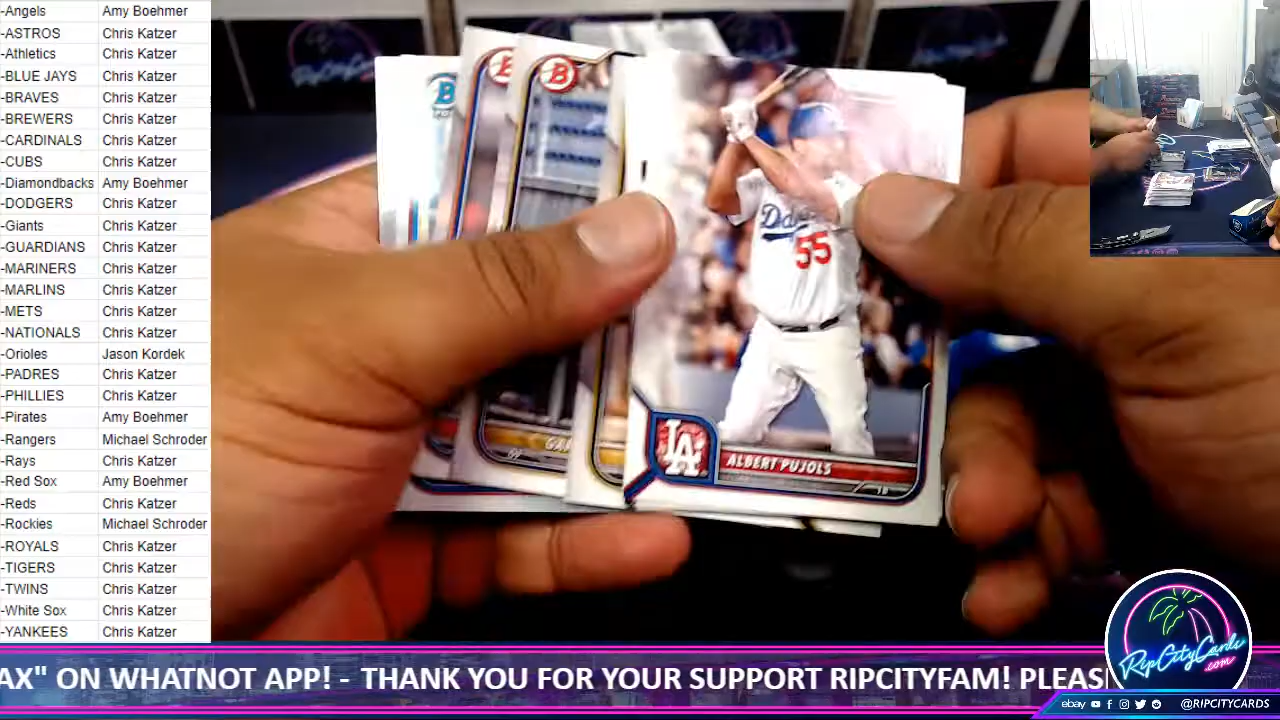 -Angels Amy Boehmer
-ASTROS Chris Katzer
-Athletics Chris Katzer
-BLUE JAYS Chris Katzer
-BRAVES Chris Katzer
-BREWERS Chris Katzer
-CARDINALS Chris Katzer
-CUBS Chris Katzer
-Diamondbacks Amy Boehmer
-DODGERS Chris Katzer
-Giants Chris Katzer
-GUARDIANS Chris Katzer
-MARINERS Chris Katzer
-MARLINS Chris Katzer
-METS Chris Katzer
-NATIONALS Chris Katzer
-Orioles Jason Kordek
-PADRES Chris Katzer
-PHILLIES Chris Katzer
-Pirates Amy Boehmer
-Rangers Michael Schroder
-Rays Chris Katzer
-Red Sox Amy Boehmer
-Reds Chris Katzer
-Rockies Michael Schroder
-ROYALS Chris Katzer
-TIGERS Chris Katzer
-TWINS Chris Katzer
-White Sox Chris Katzer
-YANKEES Chris Katzer
B
B
B
55
LA
ALBERT PUJOLS
1B
AX" ON WHATNOT APP! - THANK YOU FOR YOUR SUPPORT RIPCITYFAM! PLEAS
RipCityCards
.com
ebay @RIPCITYCARDS